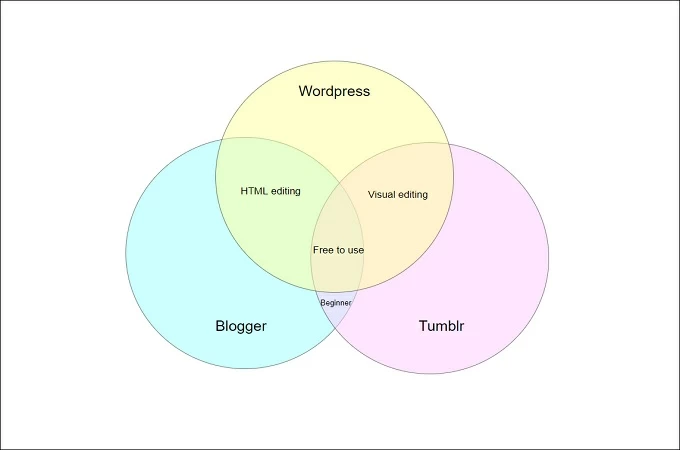 Wordpress
HTML editing
Visual editing
Free to use
Beginner
Blogger
Tumblr